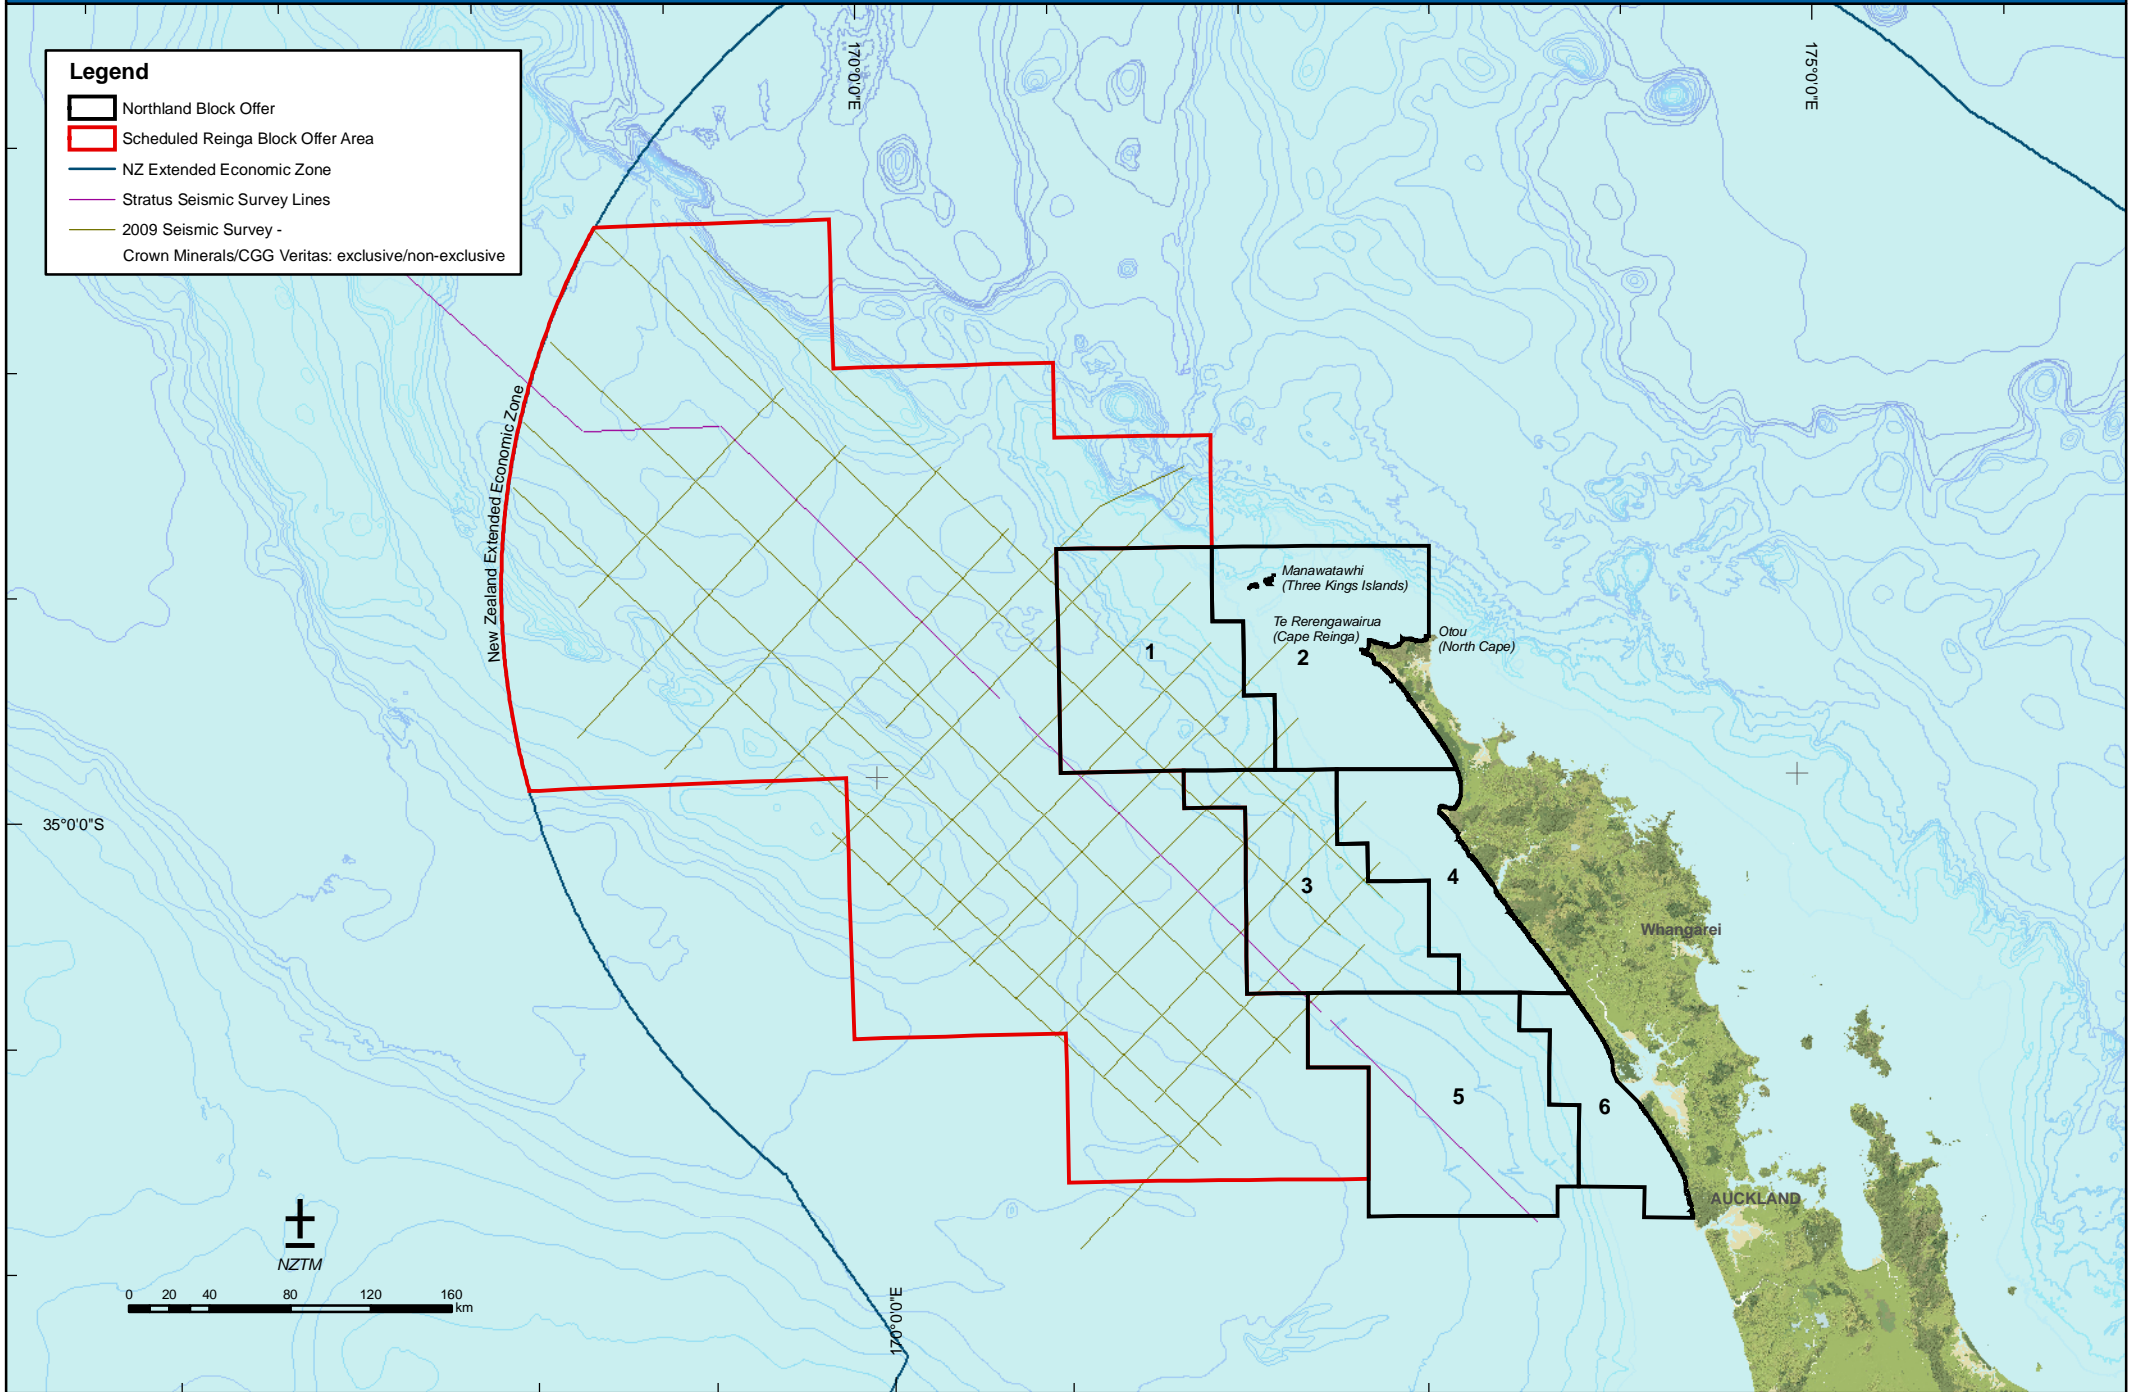 Legend
Northland Block Offer
Scheduled Reinga Block Offer Area
NZ Extended Economic Zone
Stratus Seismic Survey Lines
2009 Seismic Survey -
Crown Minerals/CGG Veritas: exclusive/non-exclusive
170°0'0"E
175°0'0"E
New Zealand Extended Economic Zone
Manawatawhi
(Three Kings Islands)
Te Rerengawairua
(Cape Reinga)
Otou
(North Cape)
1
2
35°0'0"S
3
4
Whangarei
5
6
AUCKLAND
NZTM
0 20 40 80 120 160
km
170°0'0"E